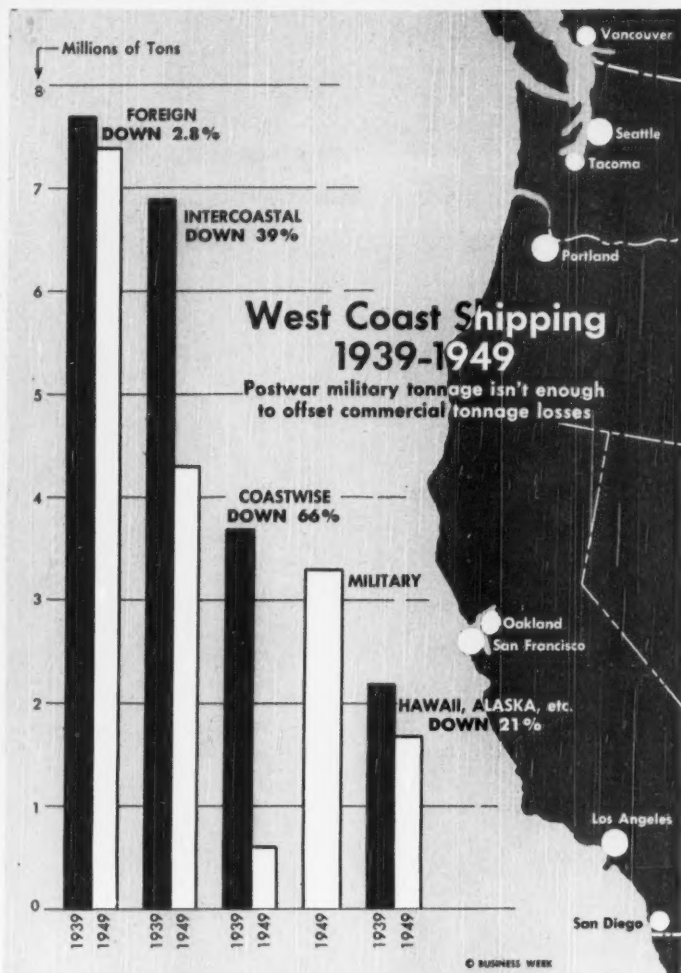 Millions of Tons
8
7
6
5
4
3
2
1
0
FOREIGN
DOWN 2.8%
INTERCOASTAL
DOWN 39%
West Coast Shipping
1939-1949
Postwar military tonnage isn't enough
to offset commercial tonnage losses
COASTWISE
DOWN 66%
MILITARY
HAWAII, ALASKA, etc.
DOWN 21%
1939
1949
1939
1949
1939
1949
1949
1939
1949
Vancouver
Seattle
Tacoma
Portland
Oakland
San Francisco
Los Angeles
San Diego
© BUSINESS WEEK